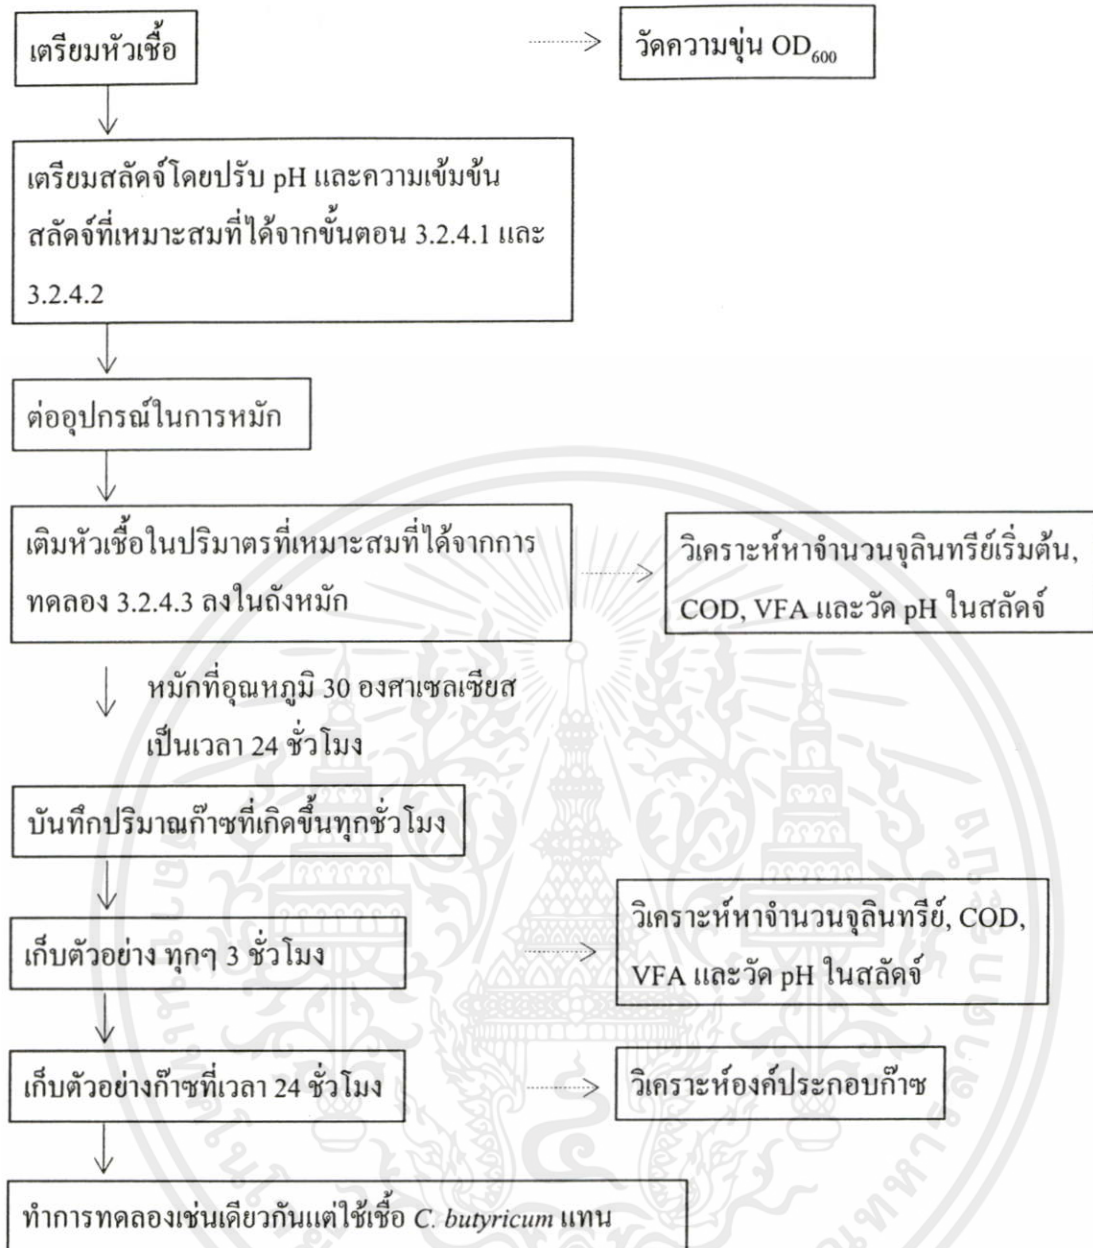 เตรียมหัวเชื้อ
วัดความขุ่น OD600
เตรียมสลัดจ์โดยปรับ pH และความเข้มข้น
สลัดจ์ที่เหมาะสมที่ได้จากขั้นตอน 3.2.4.1 และ
3.2.4.2
ต่ออุปกรณ์ในการหมัก
เติมหัวเชื้อในปริมาตรที่เหมาะสมที่ได้จากการ
ทดลอง 3.2.4.3 ลงในถังหมัก
วิเคราะห์หาจำนวนจุลินทรีย์เริ่มต้น,
COD, VFA และวัด pH ในสลัดจ์
หมักที่อุณหภูมิ 30 องศาเซลเซียส
เป็นเวลา 24 ชั่วโมง
บันทึกปริมาณก๊าซที่เกิดขึ้นทุกชั่วโมง
เก็บตัวอย่าง ทุกๆ 3 ชั่วโมง
วิเคราะห์หาจำนวนจุลินทรีย์, COD,
VFA และวัด pH ในสลัดจ์
เก็บตัวอย่างก๊าซที่เวลา 24 ชั่วโมง
วิเคราะห์องค์ประกอบก๊าซ
ทำการทดลองเช่นเดียวกันแต่ใช้เชื้อ C. butyricum แทน